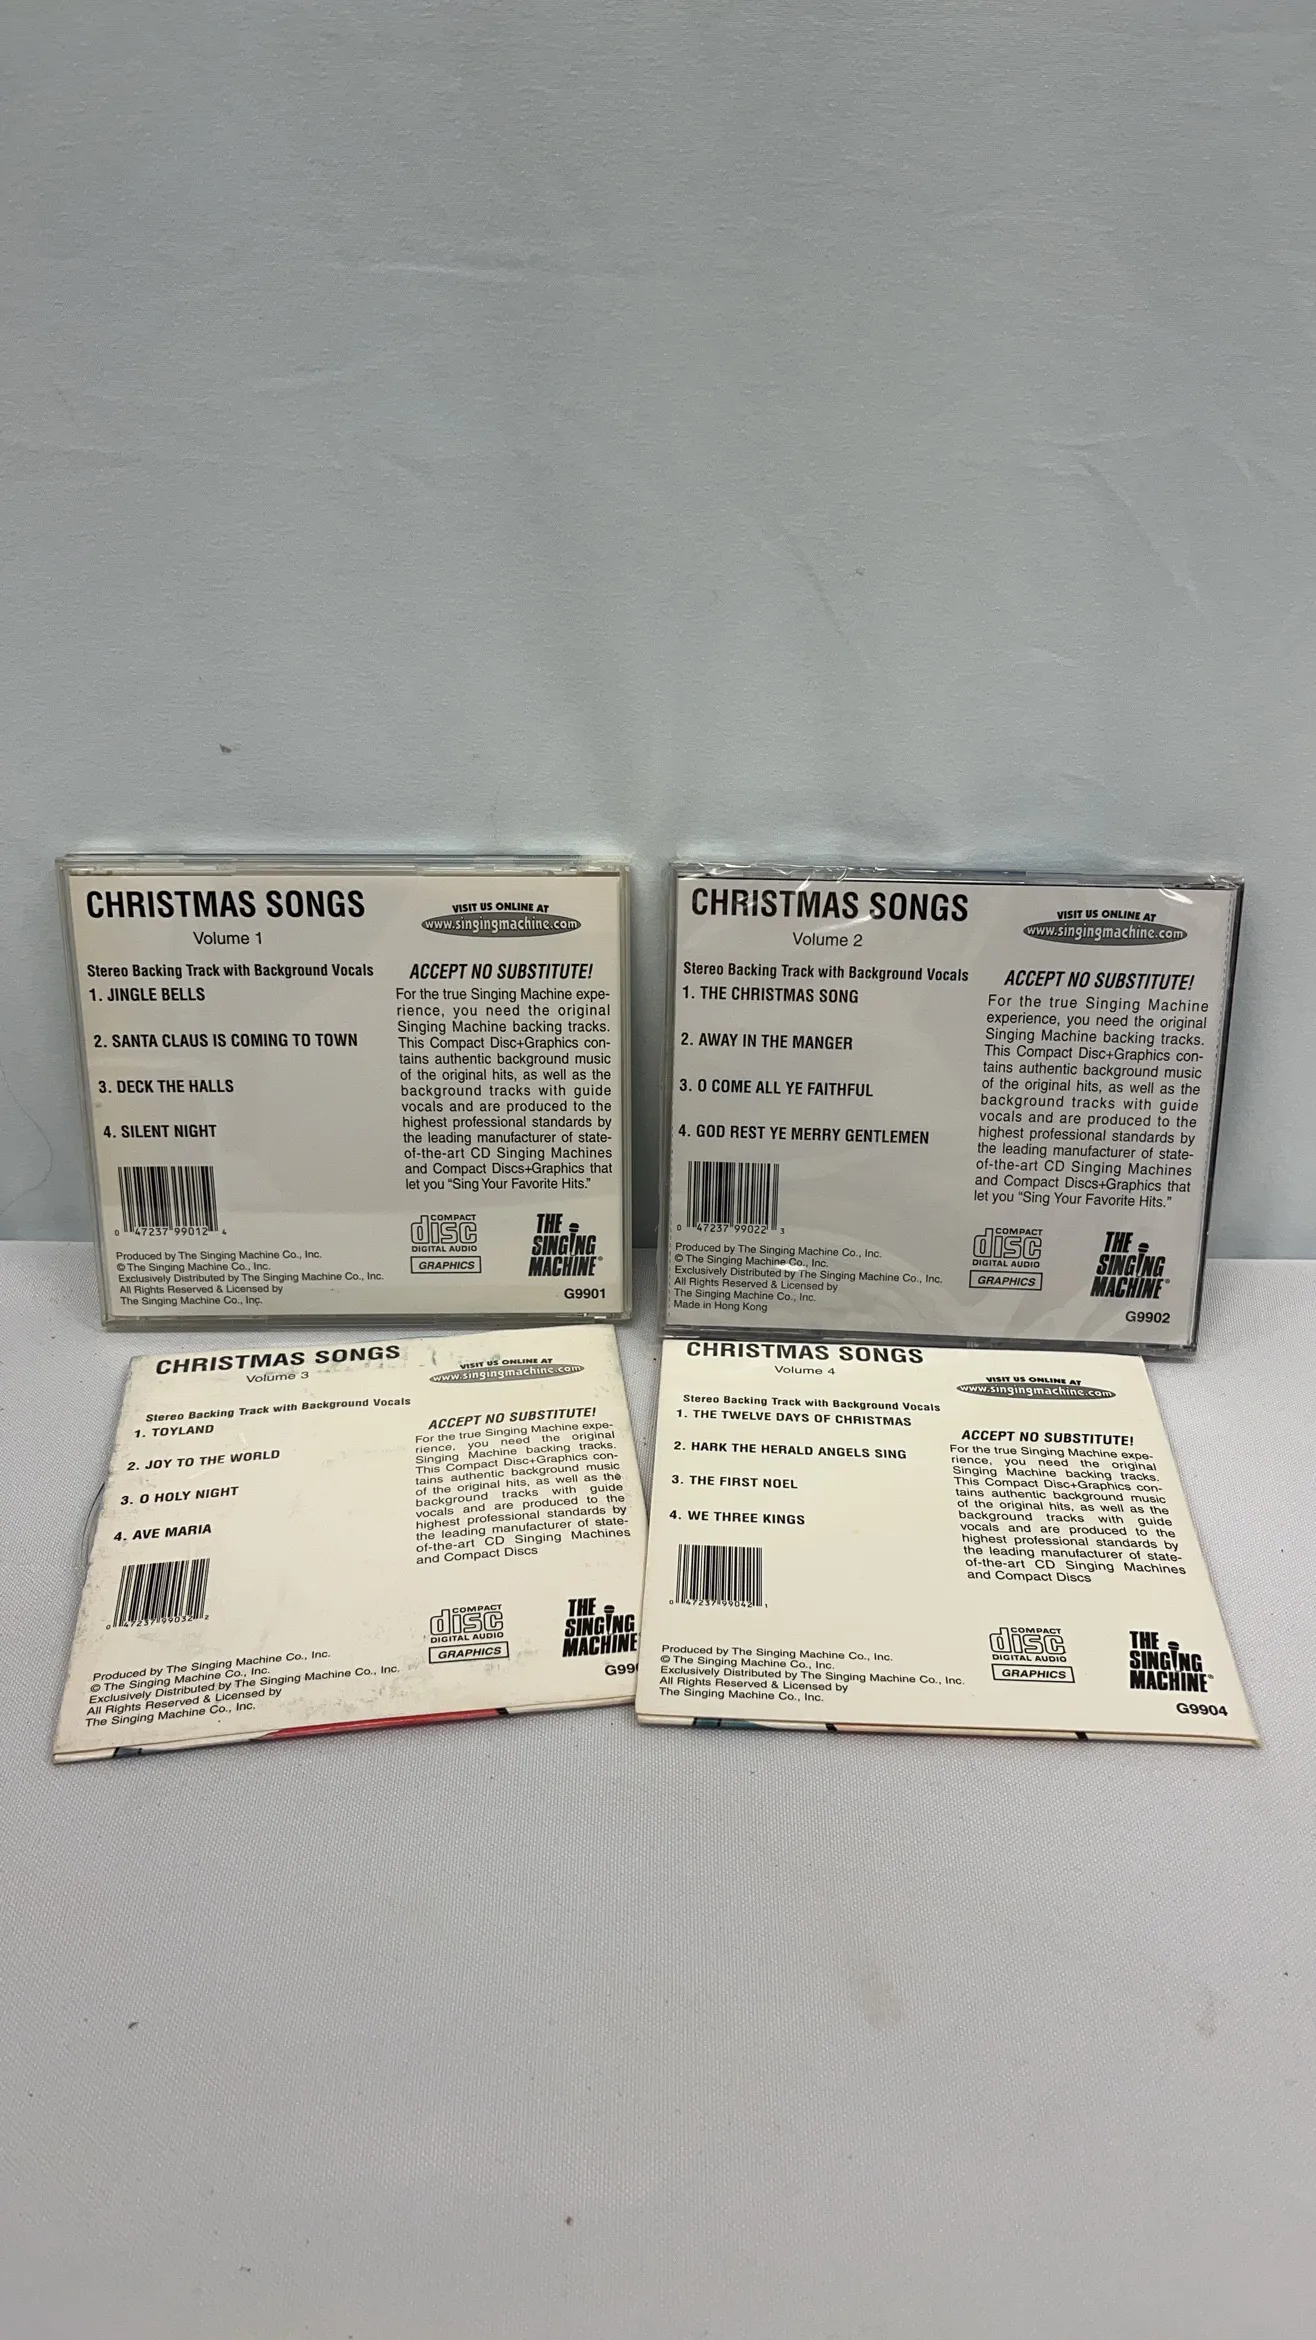 CHRISTMAS SONGS
Volume 1
Stereo Backing Track with Background Vocals
1. JINGLE BELLS
2. SANTA CLAUS IS COMING TO TOWN
3. DECK THE HALLS
4. SILENT NIGHT
0 47237 99012 4
Produced by The Singing Machine Co., Inc.
© The Singing Machine Co., Inc.
Exclusively Distributed by The Singing Machine Co., Inc.
All Rights Reserved & Licensed by
The Singing Machine Co., Inc.
VISIT US ONLINE AT
www.singingmachine.com
ACCEPT NO SUBSTITUTE!
For the true Singing Machine expe-
rience, you need the original
Singing Machine backing tracks.
This Compact Disc+Graphics con-
tains authentic background music
of the original hits, as well as the
background tracks with guide
vocals and are produced to the
highest professional standards by
the leading manufacturer of state-
of-the-art CD Singing Machines
and Compact Discs+Graphics that
let you "Sing Your Favorite Hits."
COMPACT
disc
DIGITAL AUDIO
GRAPHICS
THE
SINGING
MACHINE®
G9901
CHRISTMAS SONGS
Volume 2
Stereo Backing Track with Background Vocals
1. THE CHRISTMAS SONG
2. AWAY IN THE MANGER
3. O COME ALL YE FAITHFUL
4. GOD REST YE MERRY GENTLEMEN
0 47237 99022 3
Produced by The Singing Machine Co., Inc.
© The Singing Machine Co., Inc.
Exclusively Distributed by The Singing Machine Co., Inc.
All Rights Reserved & Licensed by
The Singing Machine Co., Inc.
Made in Hong Kong
VISIT US ONLINE AT
www.singingmachine.com
ACCEPT NO SUBSTITUTE!
For the true Singing Machine
experience, you need the original
Singing Machine backing tracks.
This Compact Disc+Graphics con-
tains authentic background music
of the original hits, as well as the
background tracks with guide
vocals and are produced to the
highest professional standards by
the leading manufacturer of state-
of-the-art CD Singing Machines
and Compact Discs+Graphics that
let you "Sing Your Favorite Hits."
COMPACT
disc
DIGITAL AUDIO
GRAPHICS
THE
SINGING
MACHINE®
G9902
CHRISTMAS SONGS
Volume 3
Stereo Backing Track with Background Vocals
1. TOYLAND
2. JOY TO THE WORLD
3. O HOLY NIGHT
4. AVE MARIA
0 47237 99032 2
Produced by The Singing Machine Co., Inc.
© The Singing Machine Co., Inc.
Exclusively Distributed by The Singing Machine Co., Inc.
All Rights Reserved & Licensed by
The Singing Machine Co., Inc.
VISIT US ONLINE AT
www.singingmachine.com
ACCEPT NO SUBSTITUTE!
For the true Singing Machine expe-
rience, you need the original
Singing Machine backing tracks.
This Compact Disc+Graphics con-
tains authentic background music
of the original hits, as well as the
background tracks with guide
vocals and are produced to the
highest professional standards by
the leading manufacturer of state-
of-the-art CD Singing Machines
and Compact Discs
COMPACT
disc
DIGITAL AUDIO
GRAPHICS
THE
SINGING
MACHINE
G99
CHRISTMAS SONGS
Volume 4
Stereo Backing Track with Background Vocals
1. THE TWELVE DAYS OF CHRISTMAS
2. HARK THE HERALD ANGELS SING
3. THE FIRST NOEL
4. WE THREE KINGS
0 47237 99042 1
Produced by The Singing Machine Co., Inc.
© The Singing Machine Co., Inc.
Exclusively Distributed by The Singing Machine Co., Inc.
All Rights Reserved & Licensed by
The Singing Machine Co., Inc.
VISIT US ONLINE AT
www.singingmachine.com
ACCEPT NO SUBSTITUTE!
For the true Singing Machine expe-
rience, you need the original
Singing Machine backing tracks.
This Compact Disc+Graphics con-
tains authentic background music
of the original hits, as well as the
background tracks with guide
vocals and are produced to the
highest professional standards by
the leading manufacturer of state-
of-the-art CD Singing Machines
and Compact Discs
COMPACT
disc
DIGITAL AUDIO
GRAPHICS
THE
SINGING
MACHINE®
G9904